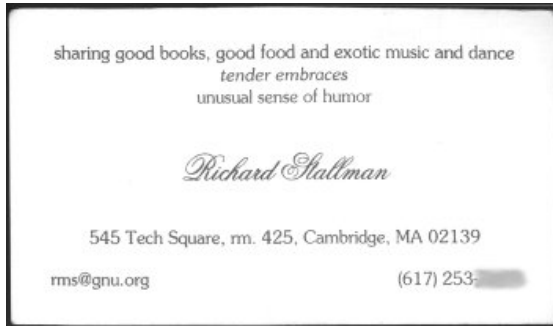 sharing good books, good food and exotic music and dance
tender embraces
unusual sense of humor
Richard Stallman
545 Tech Square, rm. 425, Cambridge, MA 02139
rms@gnu.org
(617) 253-